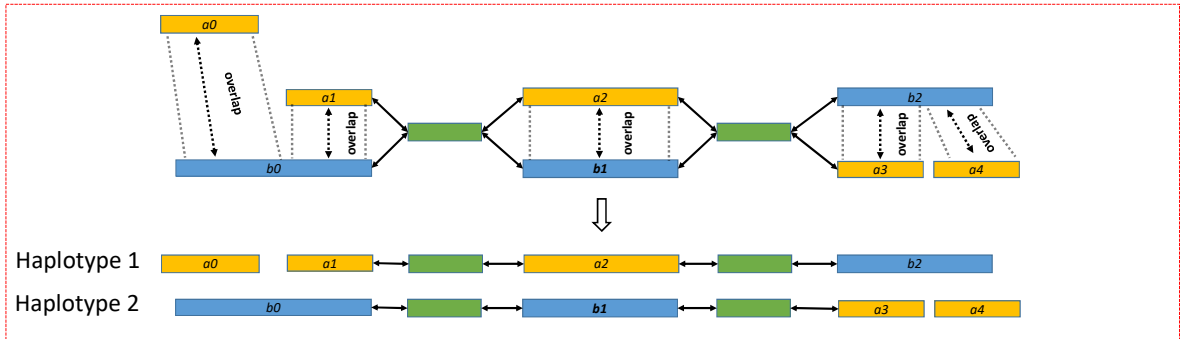 a0
overlap
a1
overlap
a2
overlap
b2
overlap
overlap
b0
b1
a3
a4
Haplotype 1
a0
a1
a2
b2
Haplotype 2
b0
b1
a3
a4